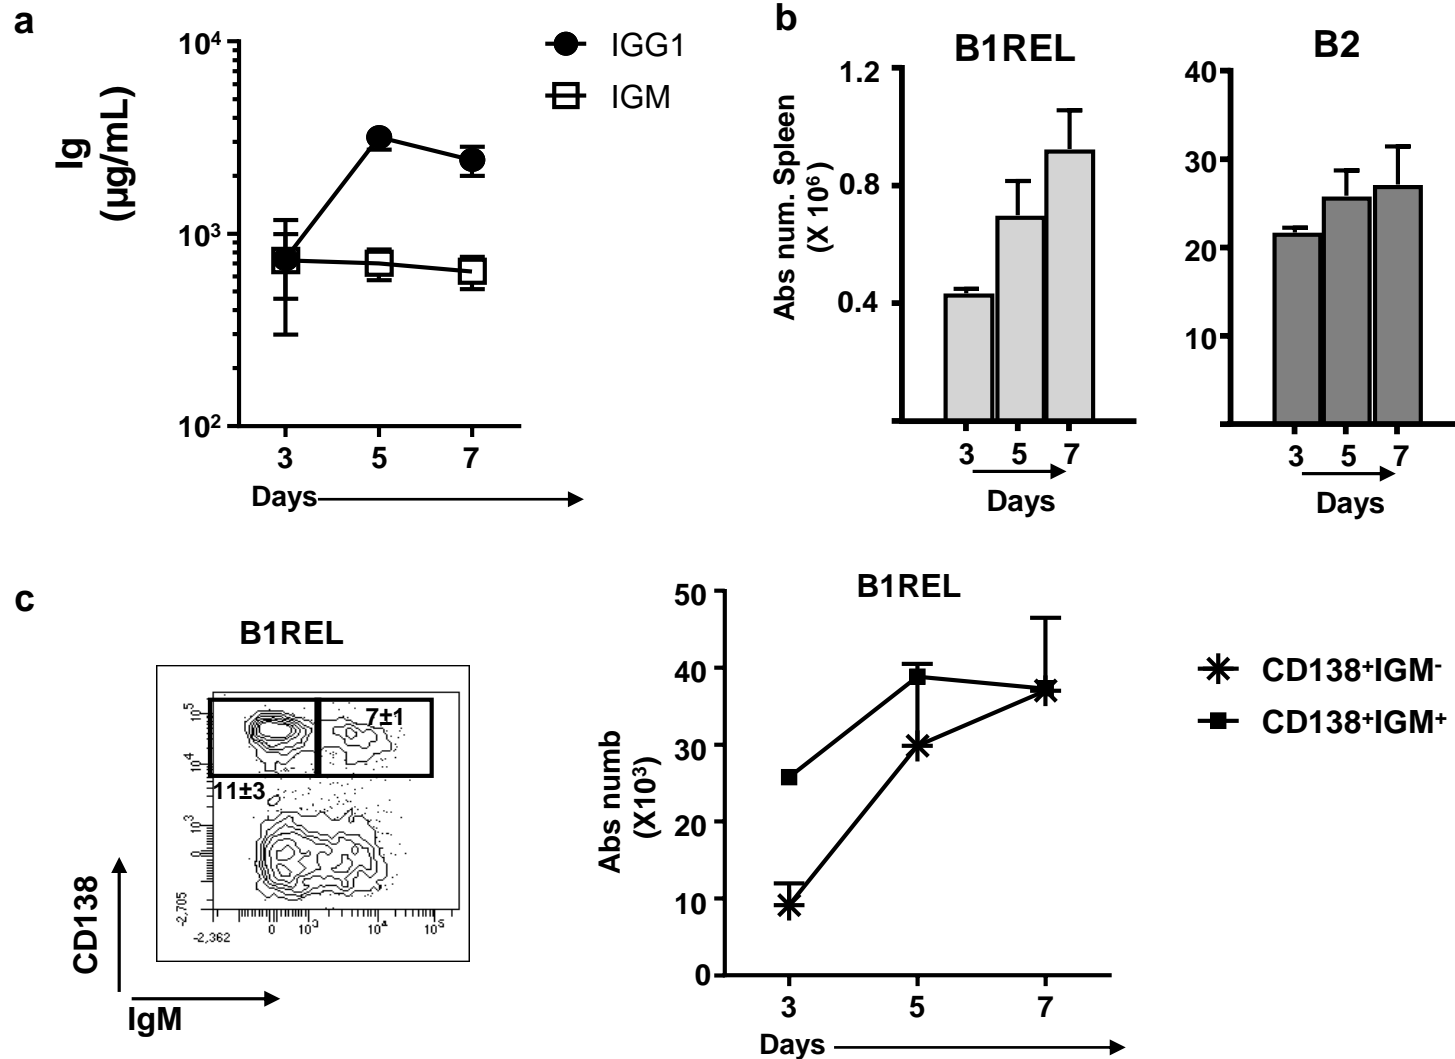 a
10⁴
10³
10²
Ig
(µg/mL)
3 5 7
Days
IGG1
IGM
b
B1REL
Abs num. Spleen
(X 10⁶)
1.2
0.8
0.4
3 5 7
Days
B2
40
30
20
10
3 5 7
Days
c
B1REL
7±1
11±3
10⁵
10⁴
10³
0
-2,705
-2,362
0 10³ 10⁴ 10⁵
CD138
IgM
B1REL
Abs numb
(X10³)
50
40
30
20
10
0
3 5 7
Days
CD138⁺IGM⁻
CD138⁺IGM⁺